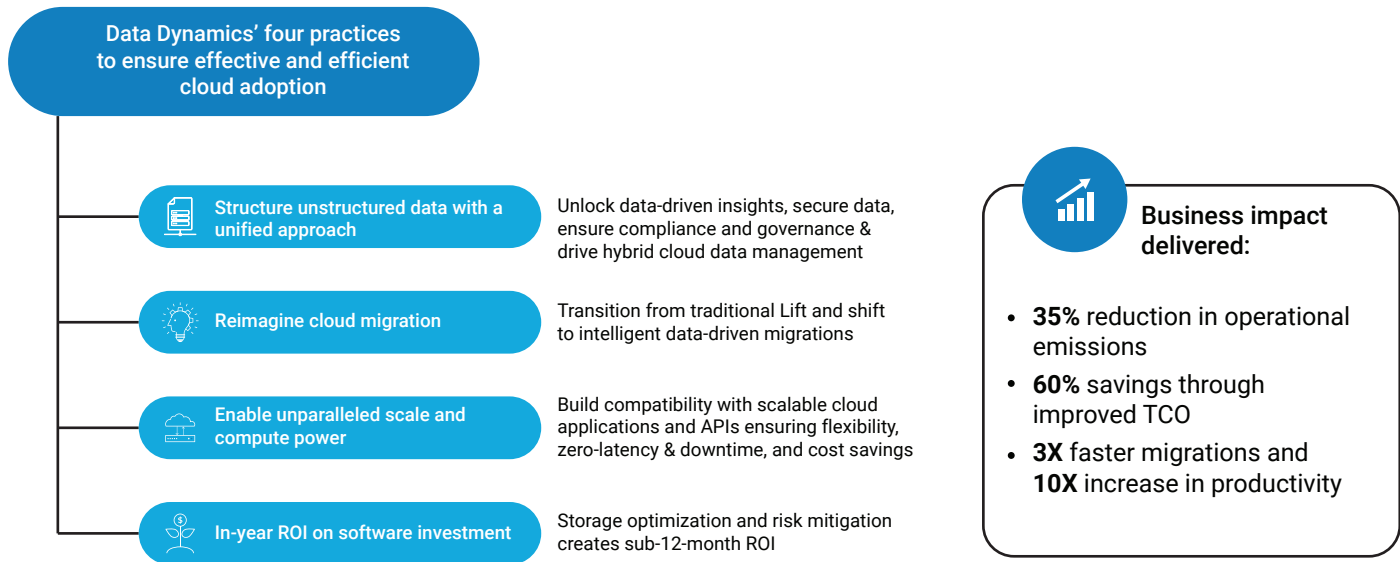 Data Dynamics’ four practices
to ensure effective and efficient
cloud adoption
Structure unstructured data with a
unified approach
Unlock data-driven insights, secure data,
ensure compliance and governance &
drive hybrid cloud data management
Reimagine cloud migration
Transition from traditional Lift and shift
to intelligent data-driven migrations
Enable unparalleled scale and
compute power
Build compatibility with scalable cloud
applications and APIs ensuring flexibility,
zero-latency & downtime, and cost savings
In-year ROI on software investment
Storage optimization and risk mitigation
creates sub-12-month ROI
Business impact
delivered:
• 35% reduction in operational
emissions
• 60% savings through
improved TCO
• 3X faster migrations and
10X increase in productivity